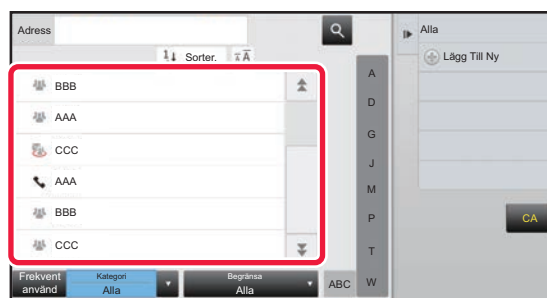 Adress
Sorter.
BBB
AAA
CCC
AAA
BBB
CCC
A
D
G
J
M
P
T
W
Frekvent
använd
Kategori
Alla
Begränsa
Alla
ABC
Alla
Lägg Till Ny
CA